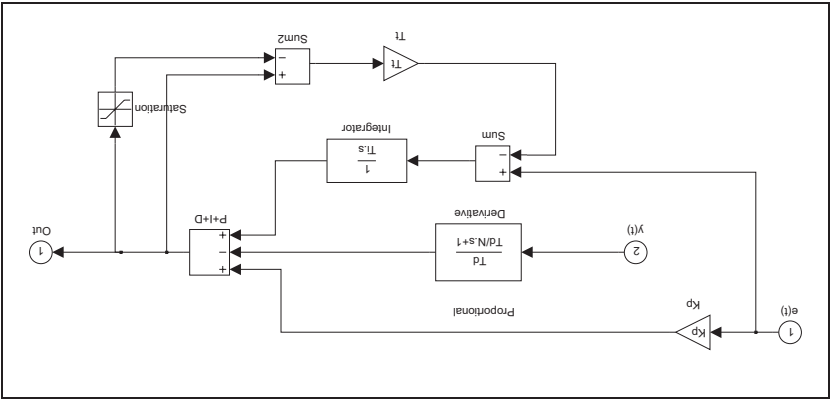 1
e(t)
Kp
Kp
Proportional
2
y(t)
Td
Td/N.s+1
Derivative
+
−
+
P+I+D
1
Out
+
−
Sum
1
Ti.s
Integrator
Saturation
Tt
Tt
+
−
Sum2